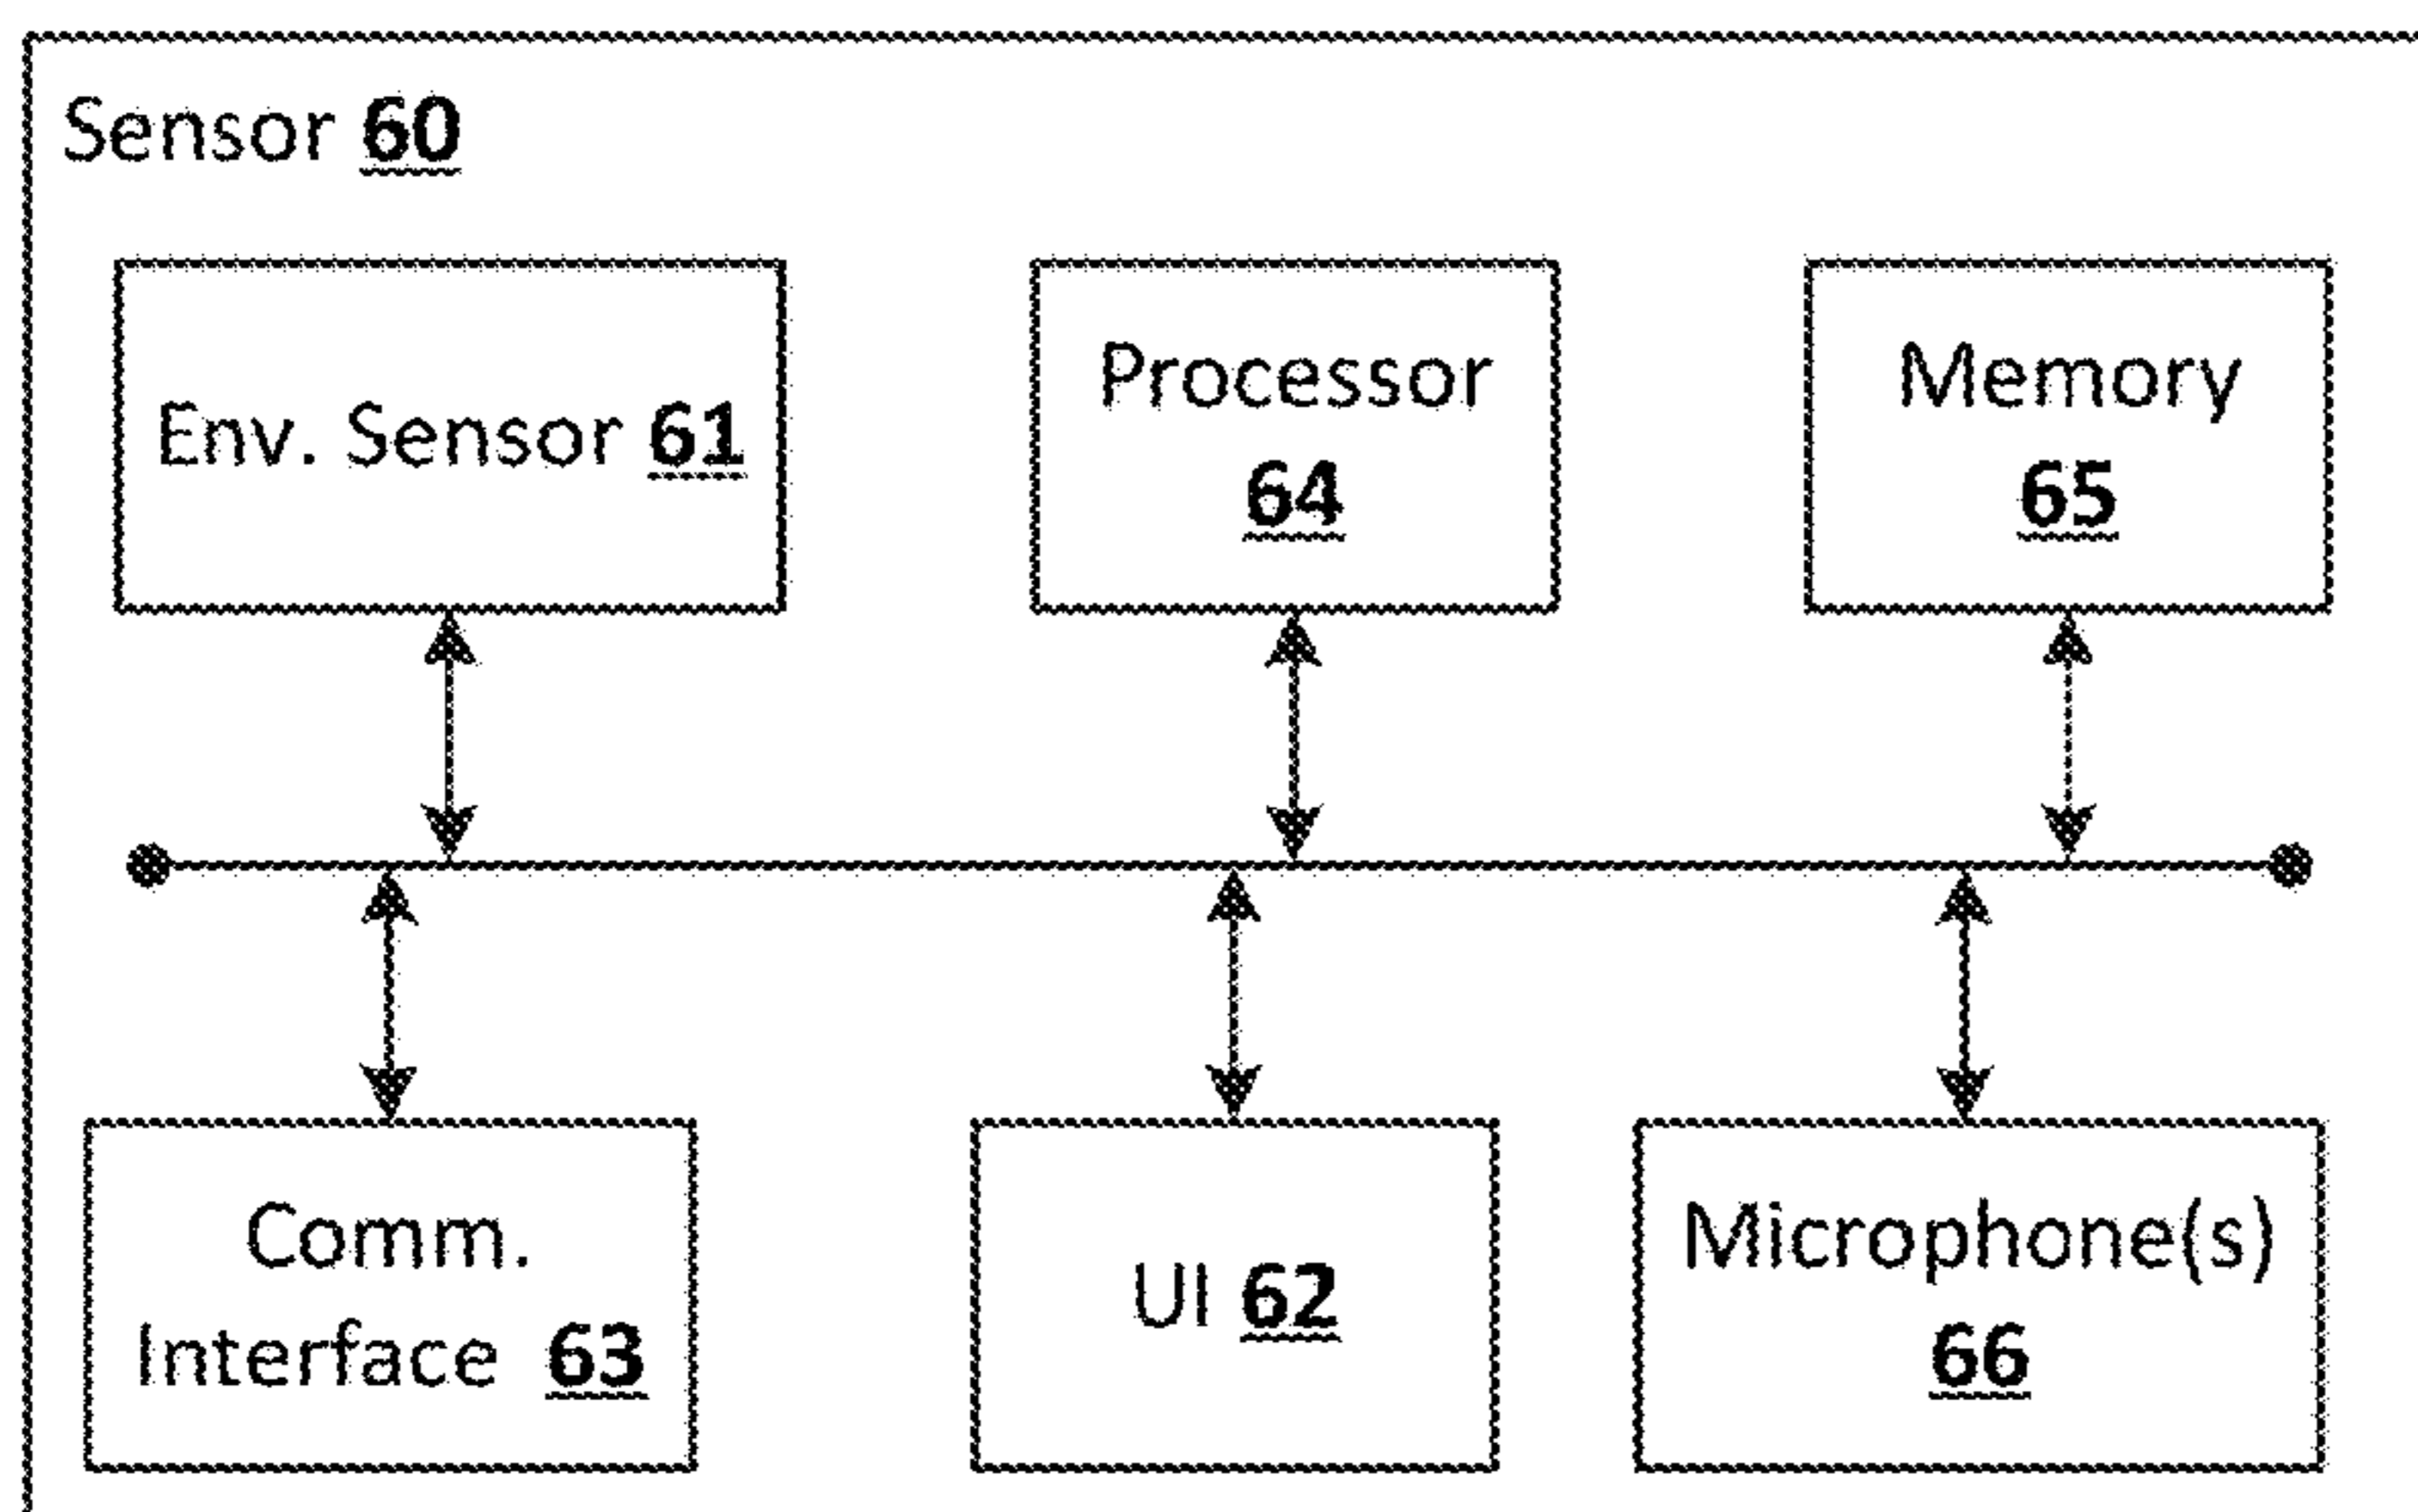 Sensor 60
Env. Sensor 61
Processor
64
Memory
65
Comm.
Interface 63
UI 62
Microphone(s)
66